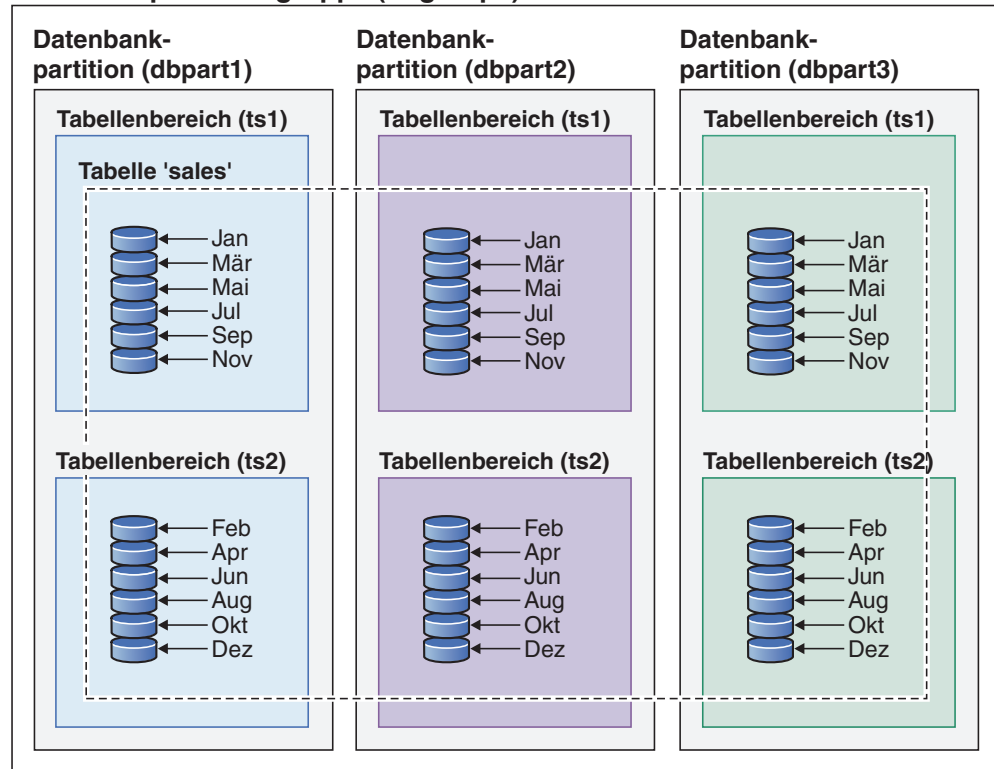 Datenbank-
partition (dbpart1)
Tabellenbereich (ts1)
Tabelle 'sales'
Jan
Mär
Mai
Jul
Sep
Nov
Tabellenbereich (ts2)
Feb
Apr
Jun
Aug
Okt
Dez
Datenbank-
partition (dbpart2)
Tabellenbereich (ts1)
Jan
Mär
Mai
Jul
Sep
Nov
Tabellenbereich (ts2)
Feb
Apr
Jun
Aug
Okt
Dez
Datenbank-
partition (dbpart3)
Tabellenbereich (ts1)
Jan
Mär
Mai
Jul
Sep
Nov
Tabellenbereich (ts2)
Feb
Apr
Jun
Aug
Okt
Dez